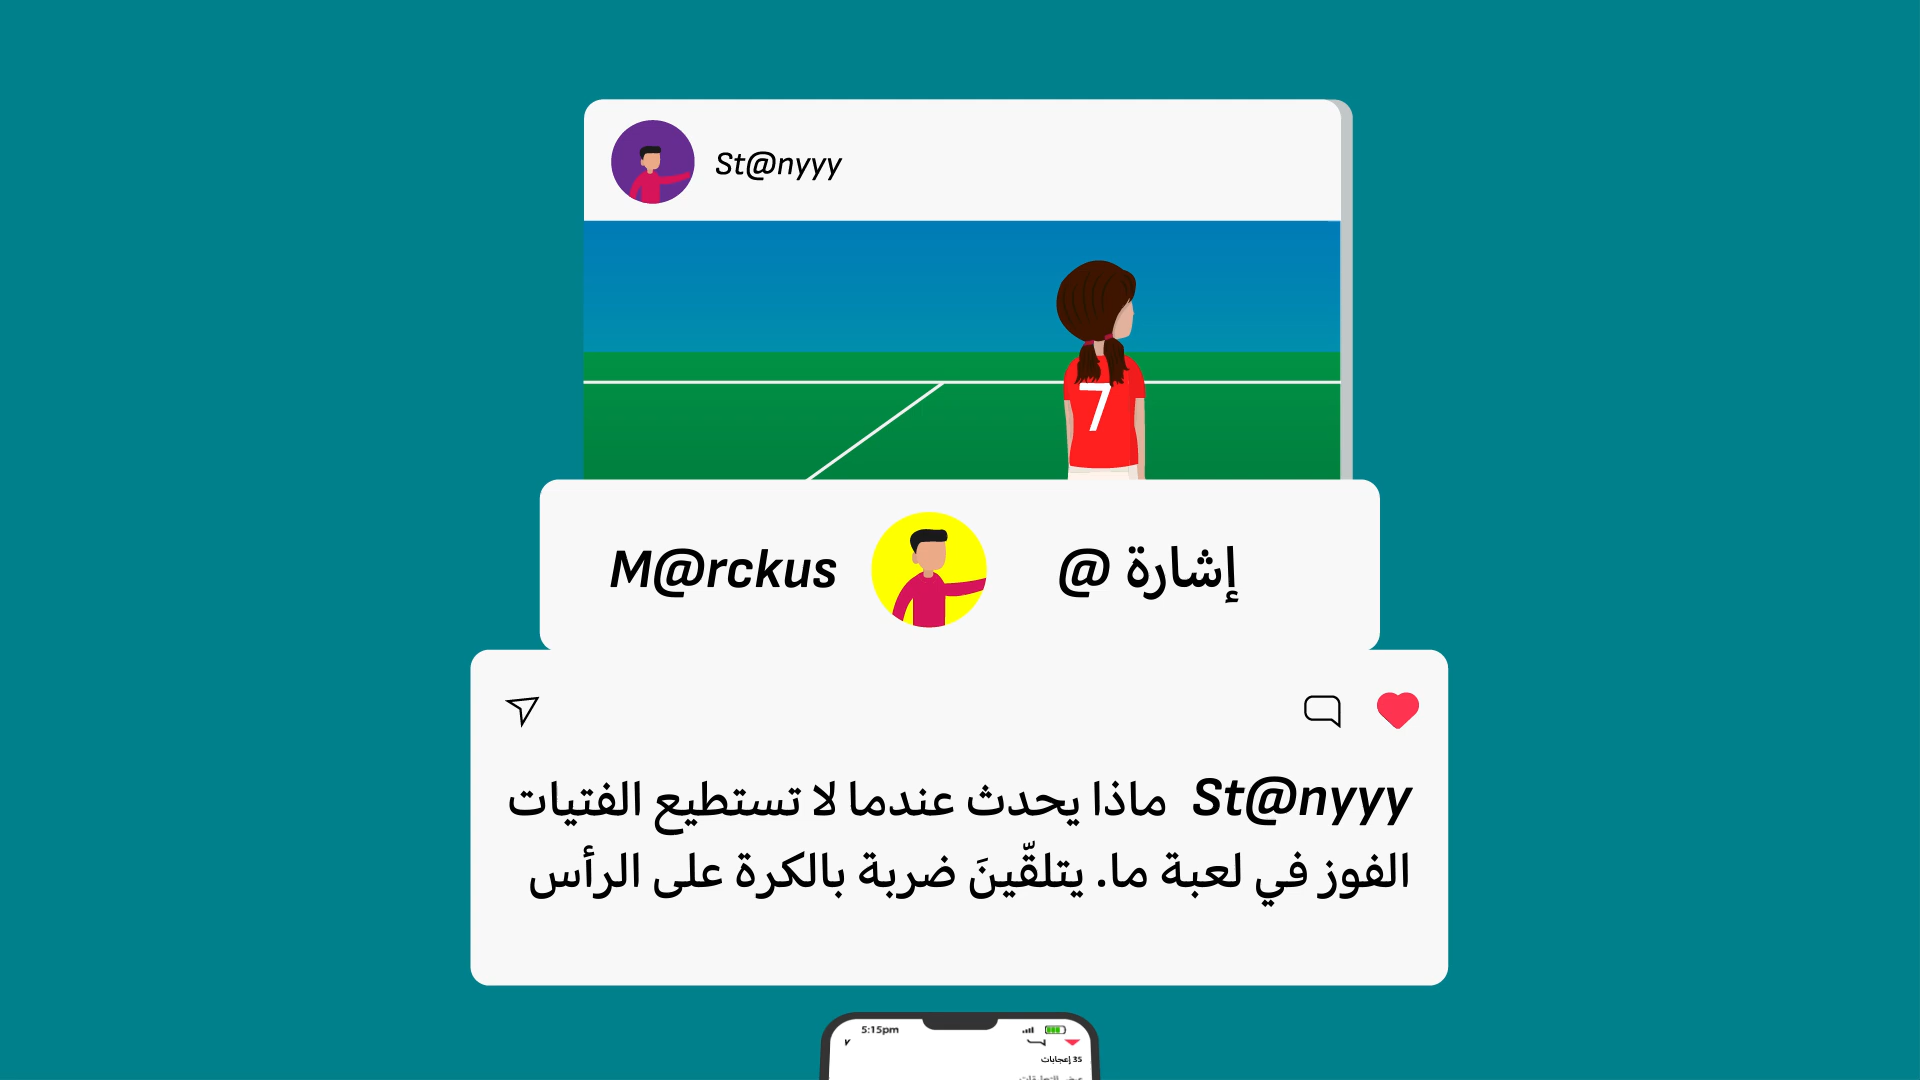 St@nyyy
7
إشارة @ M@rckus
St@nyyy ماذا يحدث عندما لا تستطيع الفتيات
الفوز في لعبة ما. يتلقّينَ ضربة بالكرة على الرأس
5:15pm
35 إعجابات